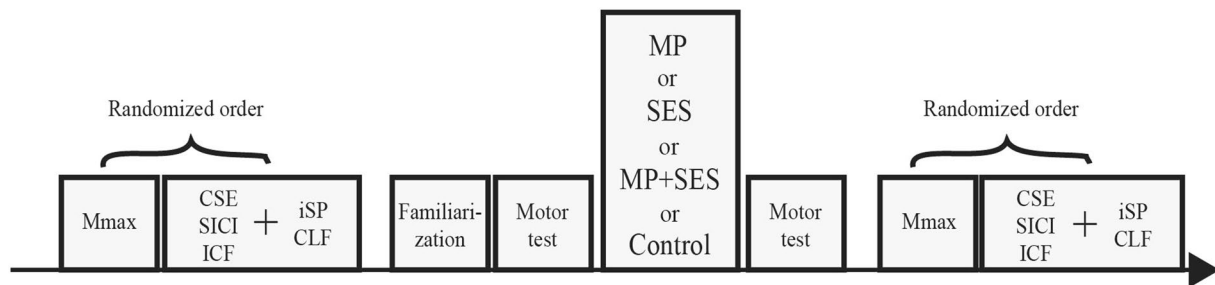 Randomized order
Mmax
CSE
SICI
ICF
+
iSP
CLF
Familiari-
zation
Motor
test
MP
or
SES
or
MP+SES
or
Control
Motor
test
Randomized order
Mmax
CSE
SICI
ICF
+
iSP
CLF